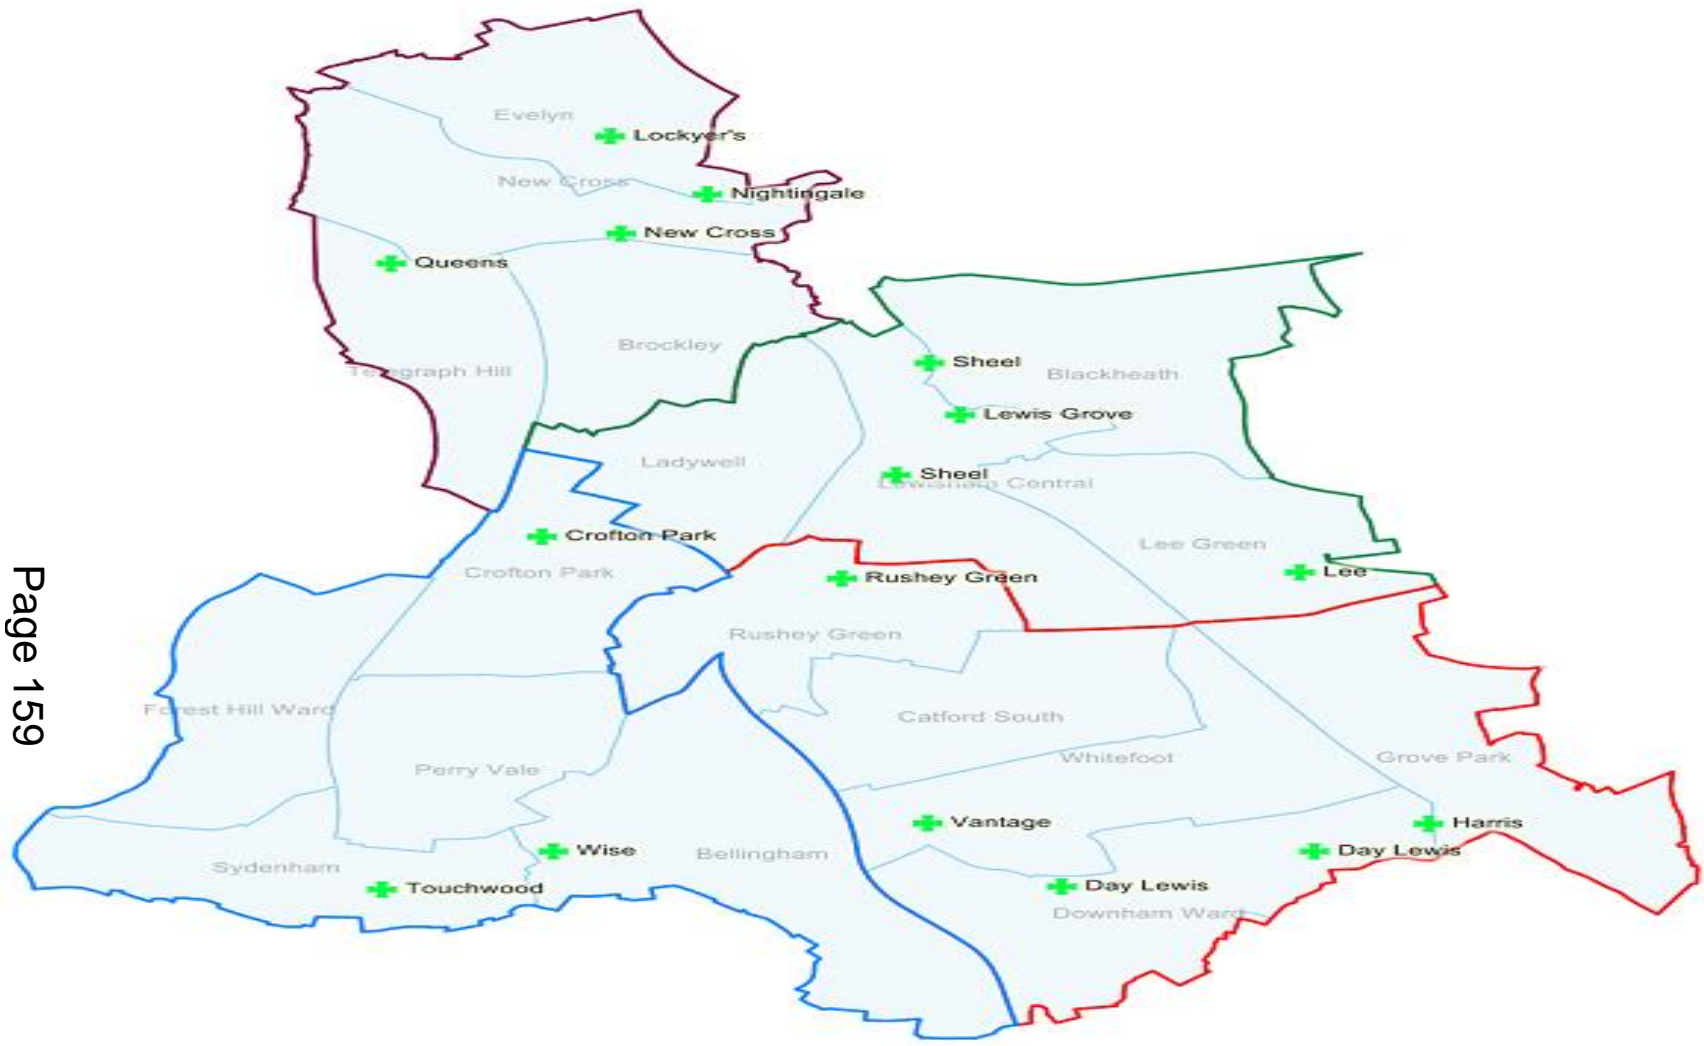 Evelyn
Lockyer's
New Cross
Nightingale
New Cross
Queens
Brockley
Sheel
Telegraph Hill
Blackheath
Lewis Grove
Ladywell
Sheel
Lewisham Central
Crofton Park
Lee Green
Crofton Park
Lee
Rushey Green
Rushey Green
Forest Hill Ward
Catford South
Perry Vale
Whitefoot
Grove Park
Vantage
Harris
Wise
Bellingham
Day Lewis
Sydenham
Touchwood
Day Lewis
Downham Ward
Page 159